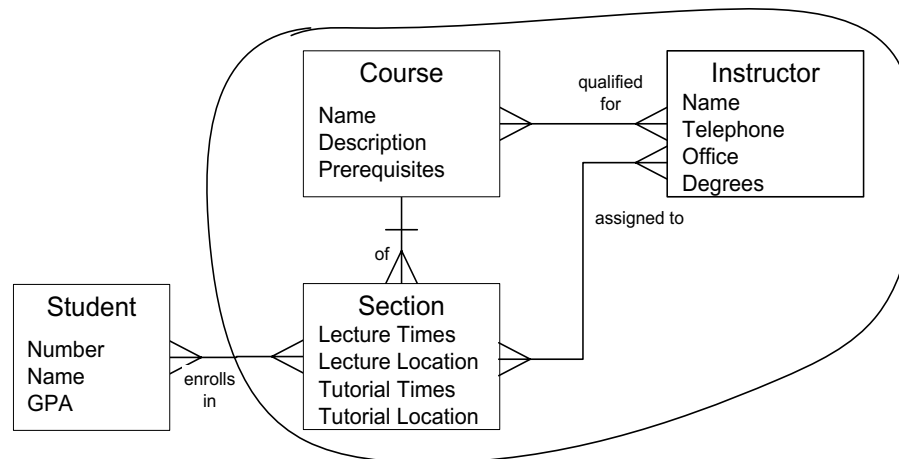 Course
Name
Description
Prerequisites
qualified
for
Instructor
Name
Telephone
Office
Degrees
assigned to
of
Student
Number
Name
GPA
enrolls
in
Section
Lecture Times
Lecture Location
Tutorial Times
Tutorial Location